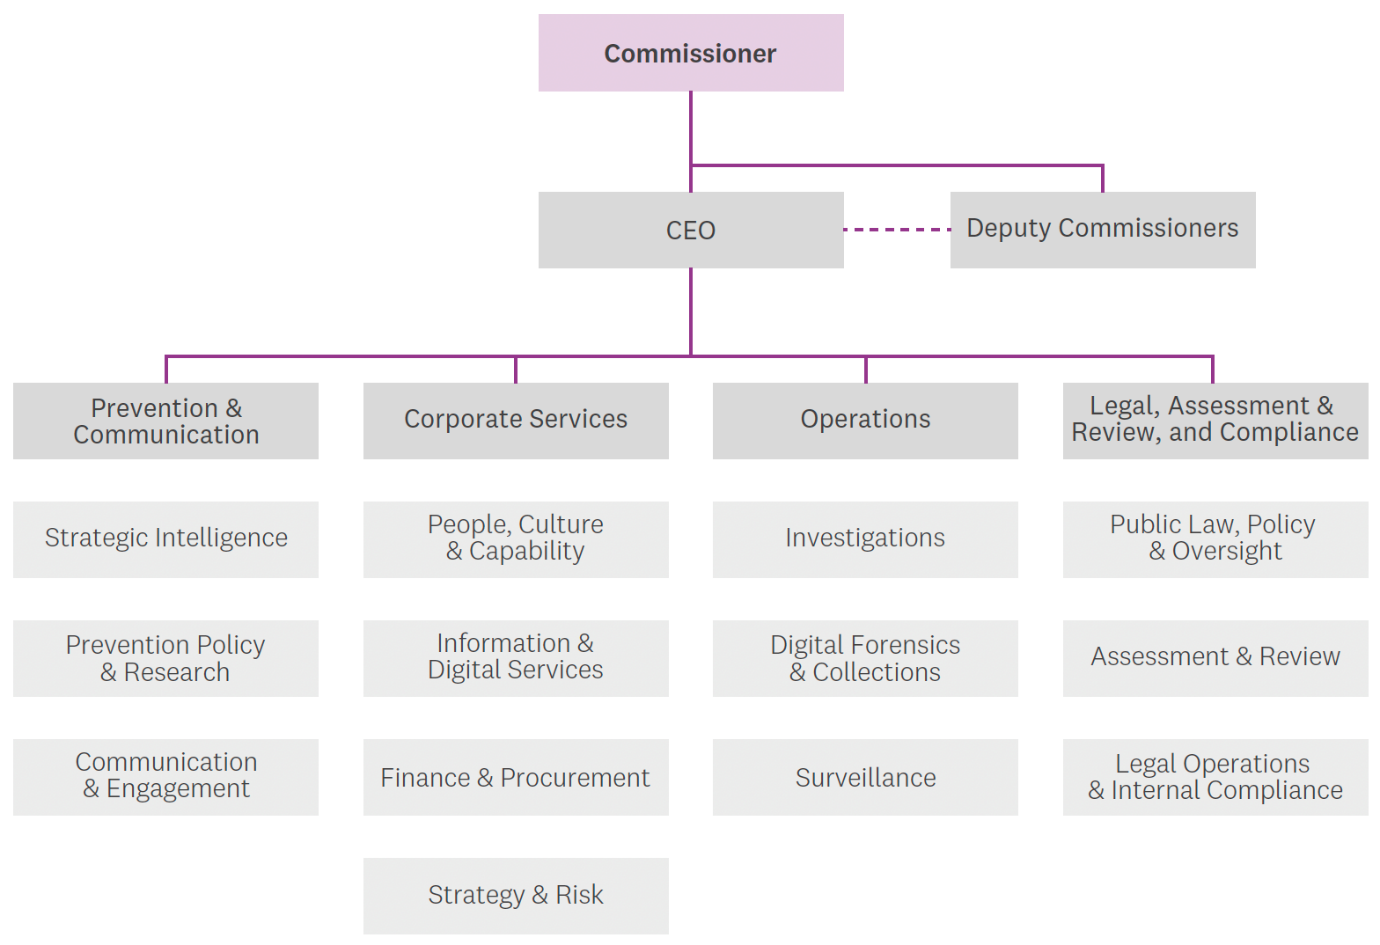 Commissioner
CEO
Deputy Commissioners
Prevention &
Communication
Corporate Services
Operations
Legal, Assessment &
Review, and Compliance
Strategic Intelligence
People, Culture
& Capability
Investigations
Public Law, Policy
& Oversight
Prevention Policy
& Research
Information &
Digital Services
Digital Forensics
& Collections
Assessment & Review
Communication
& Engagement
Finance & Procurement
Surveillance
Legal Operations
& Internal Compliance
Strategy & Risk